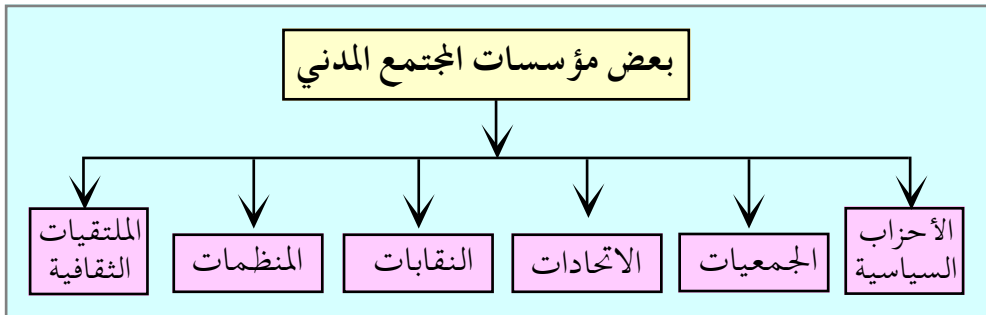 بعض مؤسسات المجتمع المدني
الأحزاب
السياسية
الجمعيات
الاتحادات
النقابات
المنظمات
الملتقيات
الثقافية